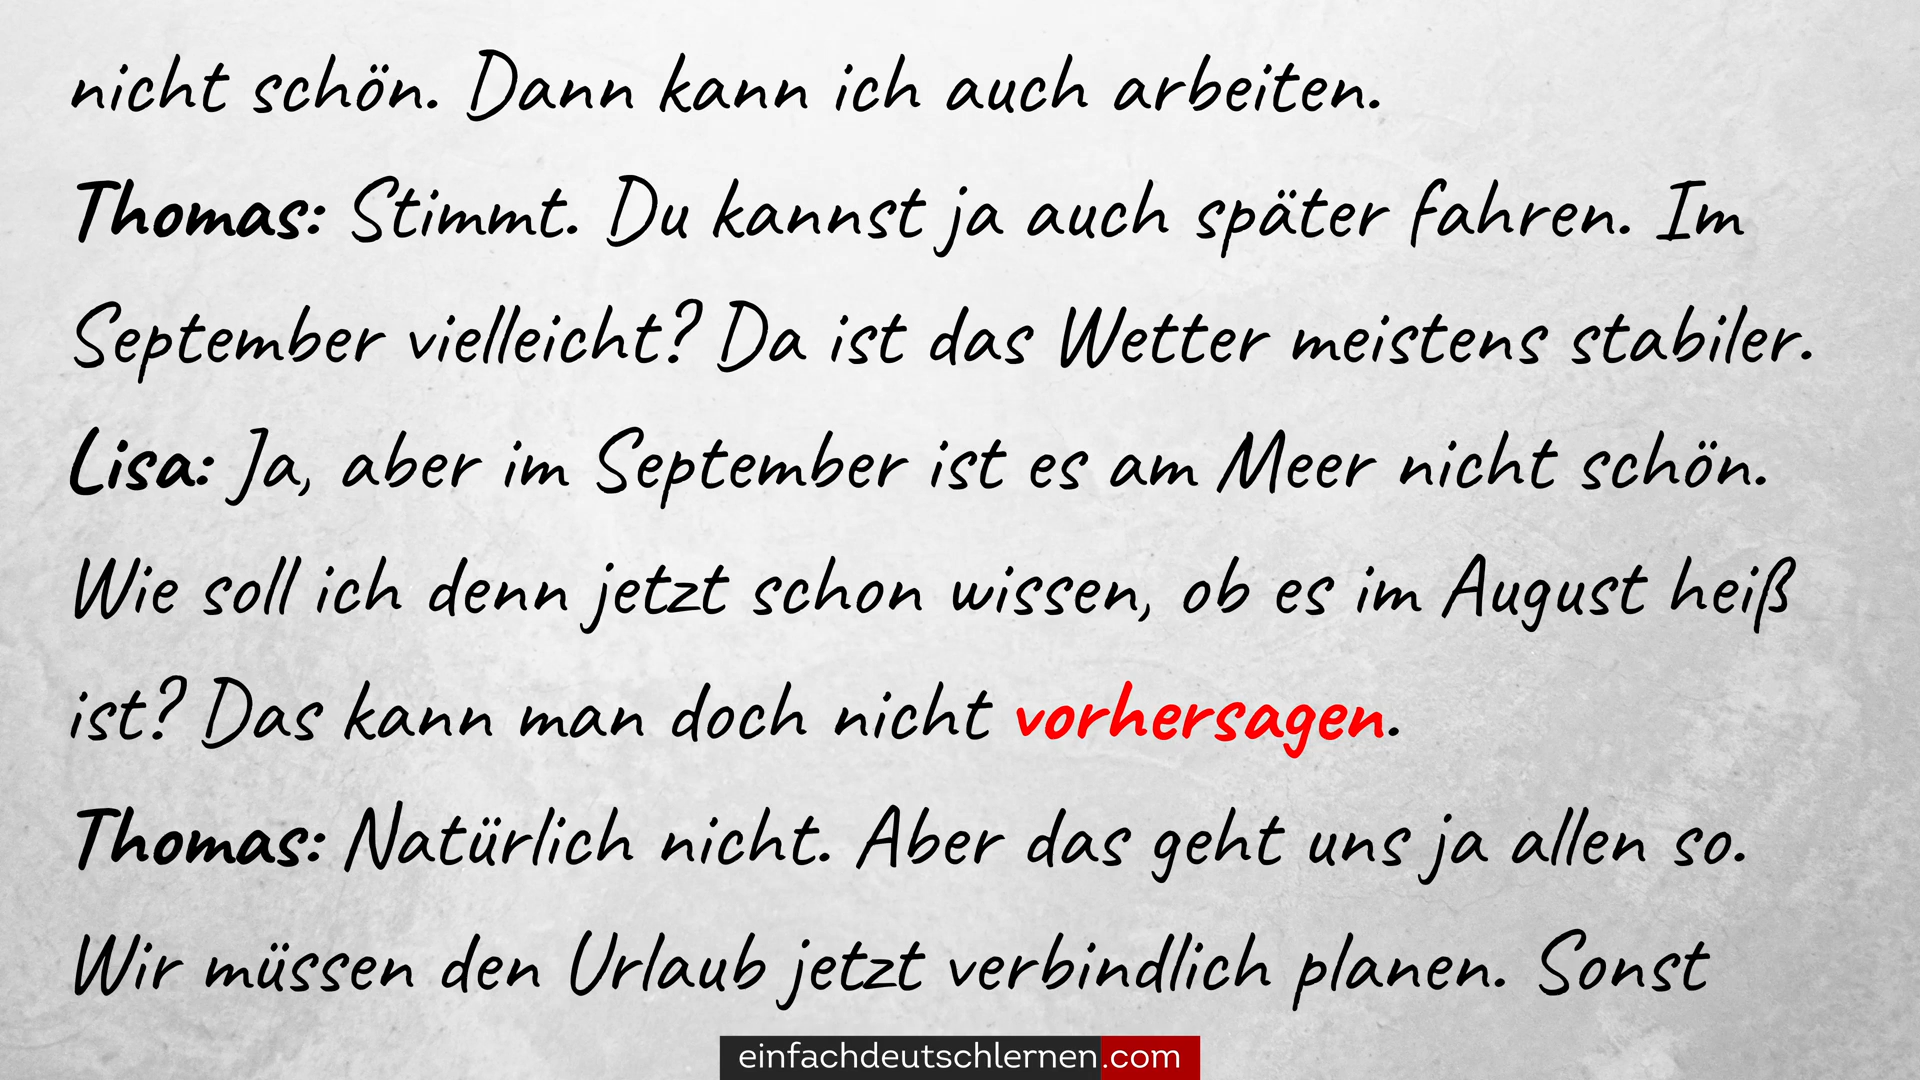 nicht schön. Dann kann ich auch arbeiten.
Thomas: Stimmt. Du kannst ja auch später fahren. Im
September vielleicht? Da ist das Wetter meistens stabiler.
Lisa: Ja, aber im September ist es am Meer nicht schön.
Wie soll ich denn jetzt schon wissen, ob es im August heiß
ist? Das kann man doch nicht vorhersagen.
Thomas: Natürlich nicht. Aber das geht uns ja allen so.
Wir müssen den Urlaub jetzt verbindlich planen. Sonst
einfachdeutschlernen.com